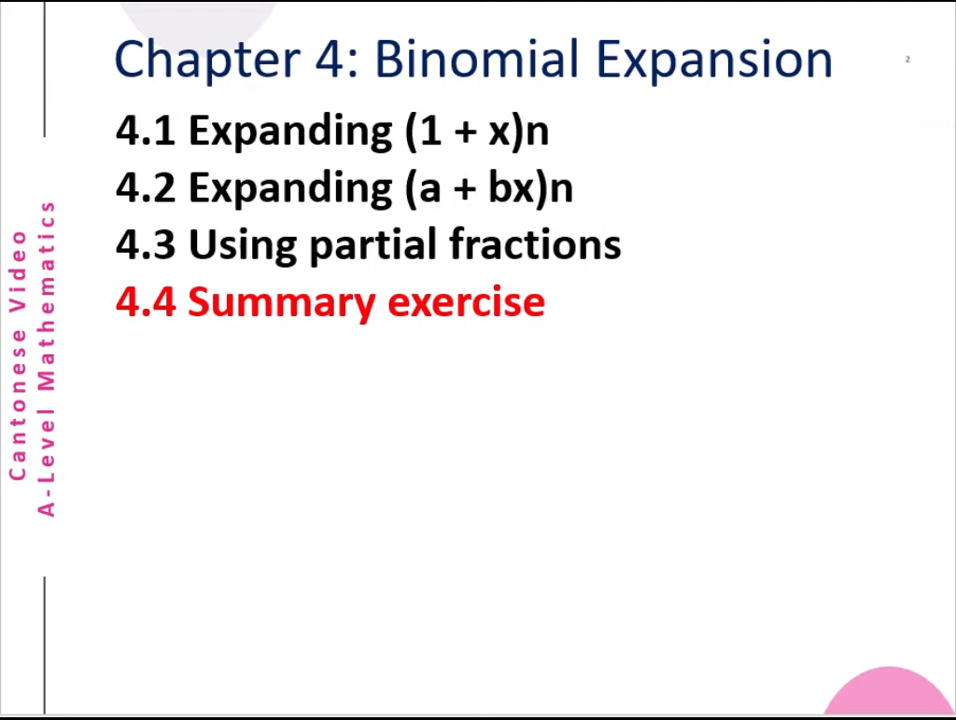 Chapter 4: Binomial Expansion
2
4.1 Expanding (1 + x)n
4.2 Expanding (a + bx)n
4.3 Using partial fractions
4.4 Summary exercise
Cantonese Video
A-Level Mathematics